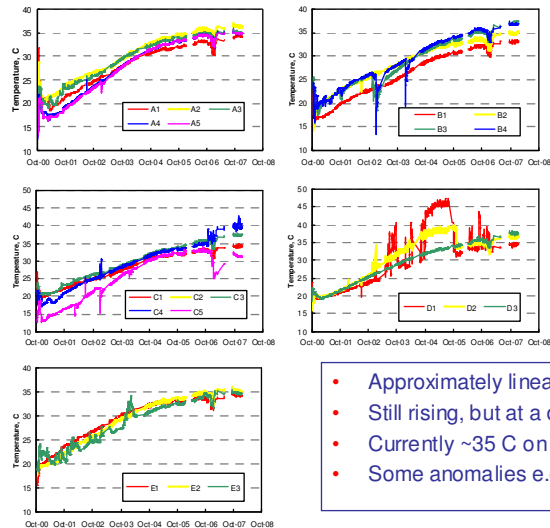 Temperature, C
40
35
30
25
20
15
10
A1 A2 A3
A4 A5
Oct-00 Oct-01 Oct-02 Oct-03 Oct-04 Oct-05 Oct-06 Oct-07 Oct-08
Temperature, C
40
35
30
25
20
15
10
B1 B2
B3 B4
Oct-00 Oct-01 Oct-02 Oct-03 Oct-04 Oct-05 Oct-06 Oct-07 Oct-08
Temperature, C
50
45
40
35
30
25
20
15
10
C1 C2 C3
C4 C5
Oct-00 Oct-01 Oct-02 Oct-03 Oct-04 Oct-05 Oct-06 Oct-07 Oct-08
Temperature, C
50
45
40
35
30
25
20
15
10
D1 D2 D3
Oct-00 Oct-01 Oct-02 Oct-03 Oct-04 Oct-05 Oct-06 Oct-07 Oct-08
Temperature, C
40
35
30
25
20
15
10
E1 E2 E3
Oct-00 Oct-01 Oct-02 Oct-03 Oct-04 Oct-05 Oct-06 Oct-07 Oct-08
• Approximately linea
• Still rising, but at a
• Currently ~35 C on
• Some anomalies e.